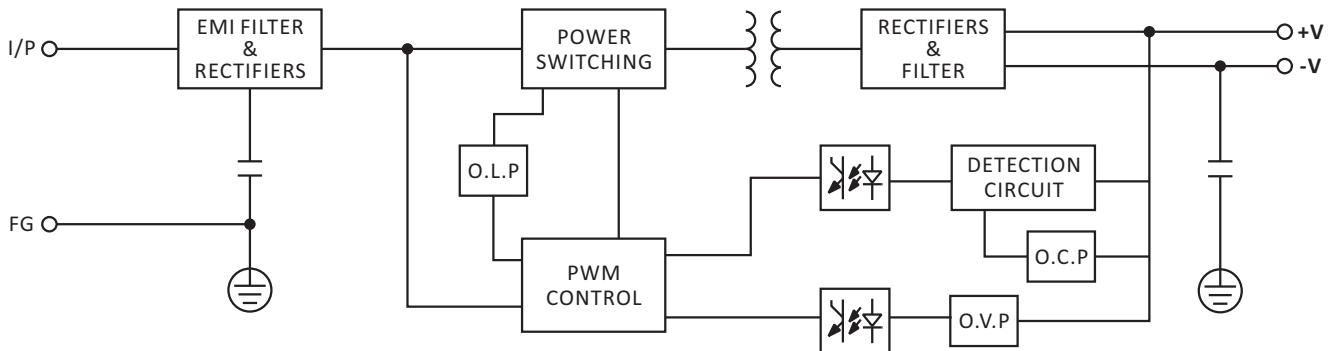 I/P
EMI FILTER
&
RECTIFIERS
POWER
SWITCHING
RECTIFIERS
&
FILTER
+V
-V
O.L.P
DETECTION
CIRCUIT
FG
O.C.P
PWM
CONTROL
O.V.P